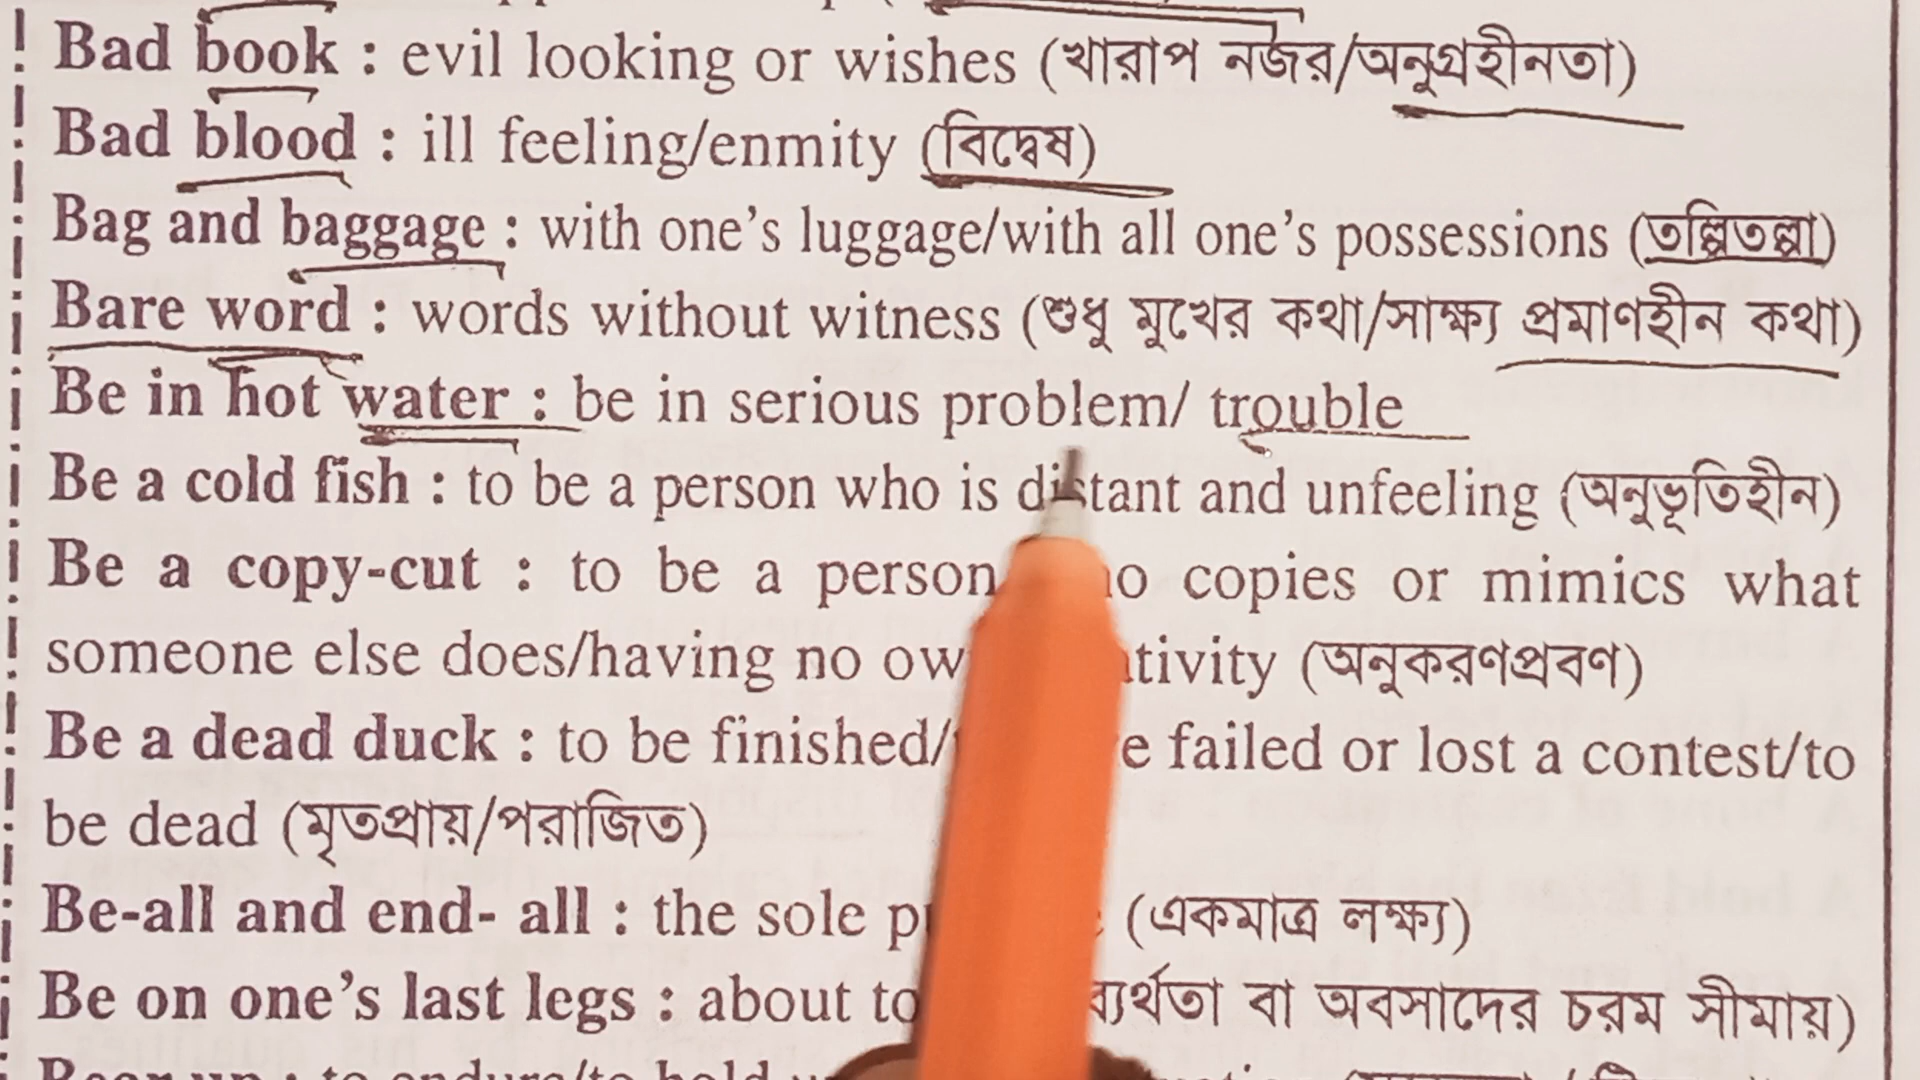 Bad book : evil looking or wishes (খারাপ নজর/অনুগ্রহীনতা)
Bad blood : ill feeling/enmity (বিদ্বেষ)
Bag and baggage : with one's luggage/with all one's possessions (তল্পিতল্পা)
Bare word : words without witness (শুধু মুখের কথা/সাক্ষ্য প্রমাণহীন কথা)
Be in hot water : be in serious problem/ trouble
Be a cold fish : to be a person who is distant and unfeeling (অনুভূতিহীন)
Be a copy-cut : to be a person copies or mimics what
someone else does/having no (অনুকরণপ্রবণ)
Be a dead duck : to be finished/ failed or lost a contest/to
be dead (মৃতপ্রায়/পরাজিত)
Be-all and end- all : the sole (একমাত্র লক্ষ্য)
Be on one's last legs : about to ব্যর্থতা বা অবসাদের চরম সীমায়)